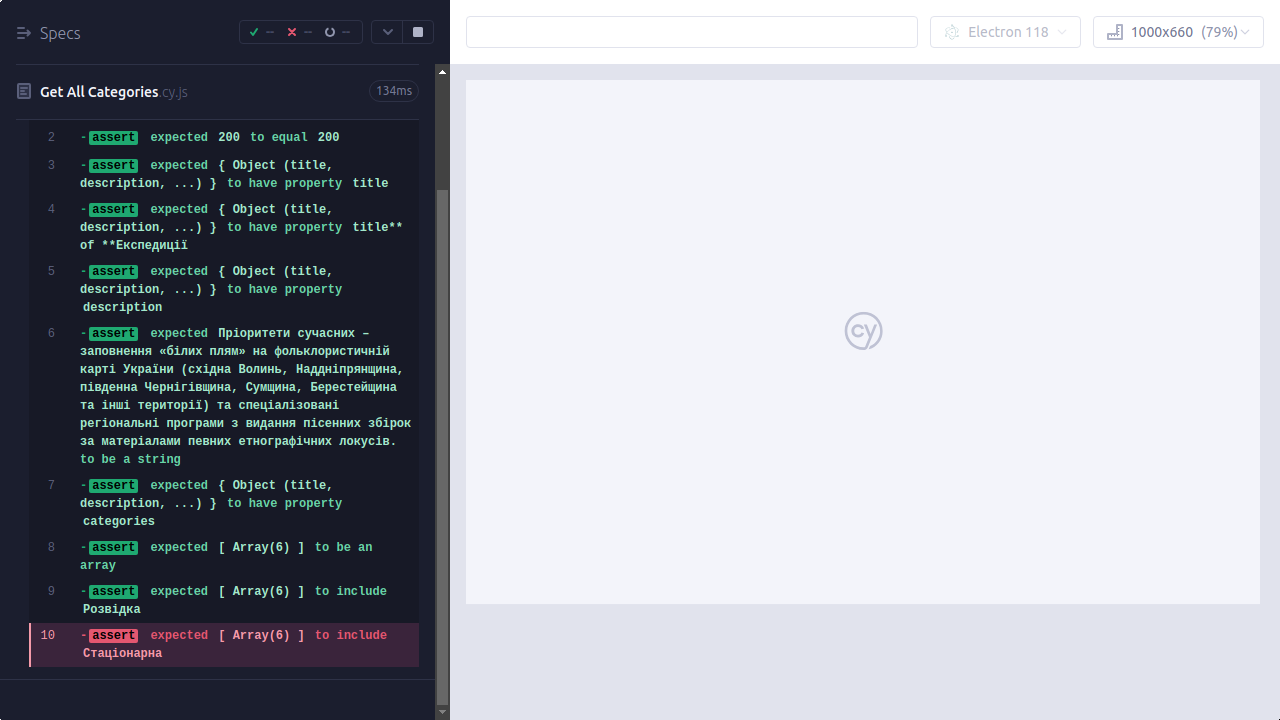 Specs
--
--
--
Electron 118
1000x660 (79%)
Get All Categories.cy.js
134ms
2 -assert expected 200 to equal 200
3 -assert expected { Object (title,
description, ...) } to have property title
4 -assert expected { Object (title,
description, ...) } to have property title**
of **Експедиції
5 -assert expected { Object (title,
description, ...) } to have property
description
6 -assert expected Пріоритети сучасних –
заповнення «білих плям» на фольклористичній
карті України (східна Волинь, Наддніпрянщина,
південна Чернігівщина, Сумщина, Берестейщина
та інші території) та спеціалізовані
регіональні програми з видання пісенних збірок
за матеріалами певних етнографічних локусів.
to be a string
7 -assert expected { Object (title,
description, ...) } to have property
categories
8 -assert expected [ Array(6) ] to be an
array
9 -assert expected [ Array(6) ] to include
Розвідка
10 -assert expected [ Array(6) ] to include
Стаціонарна
cy